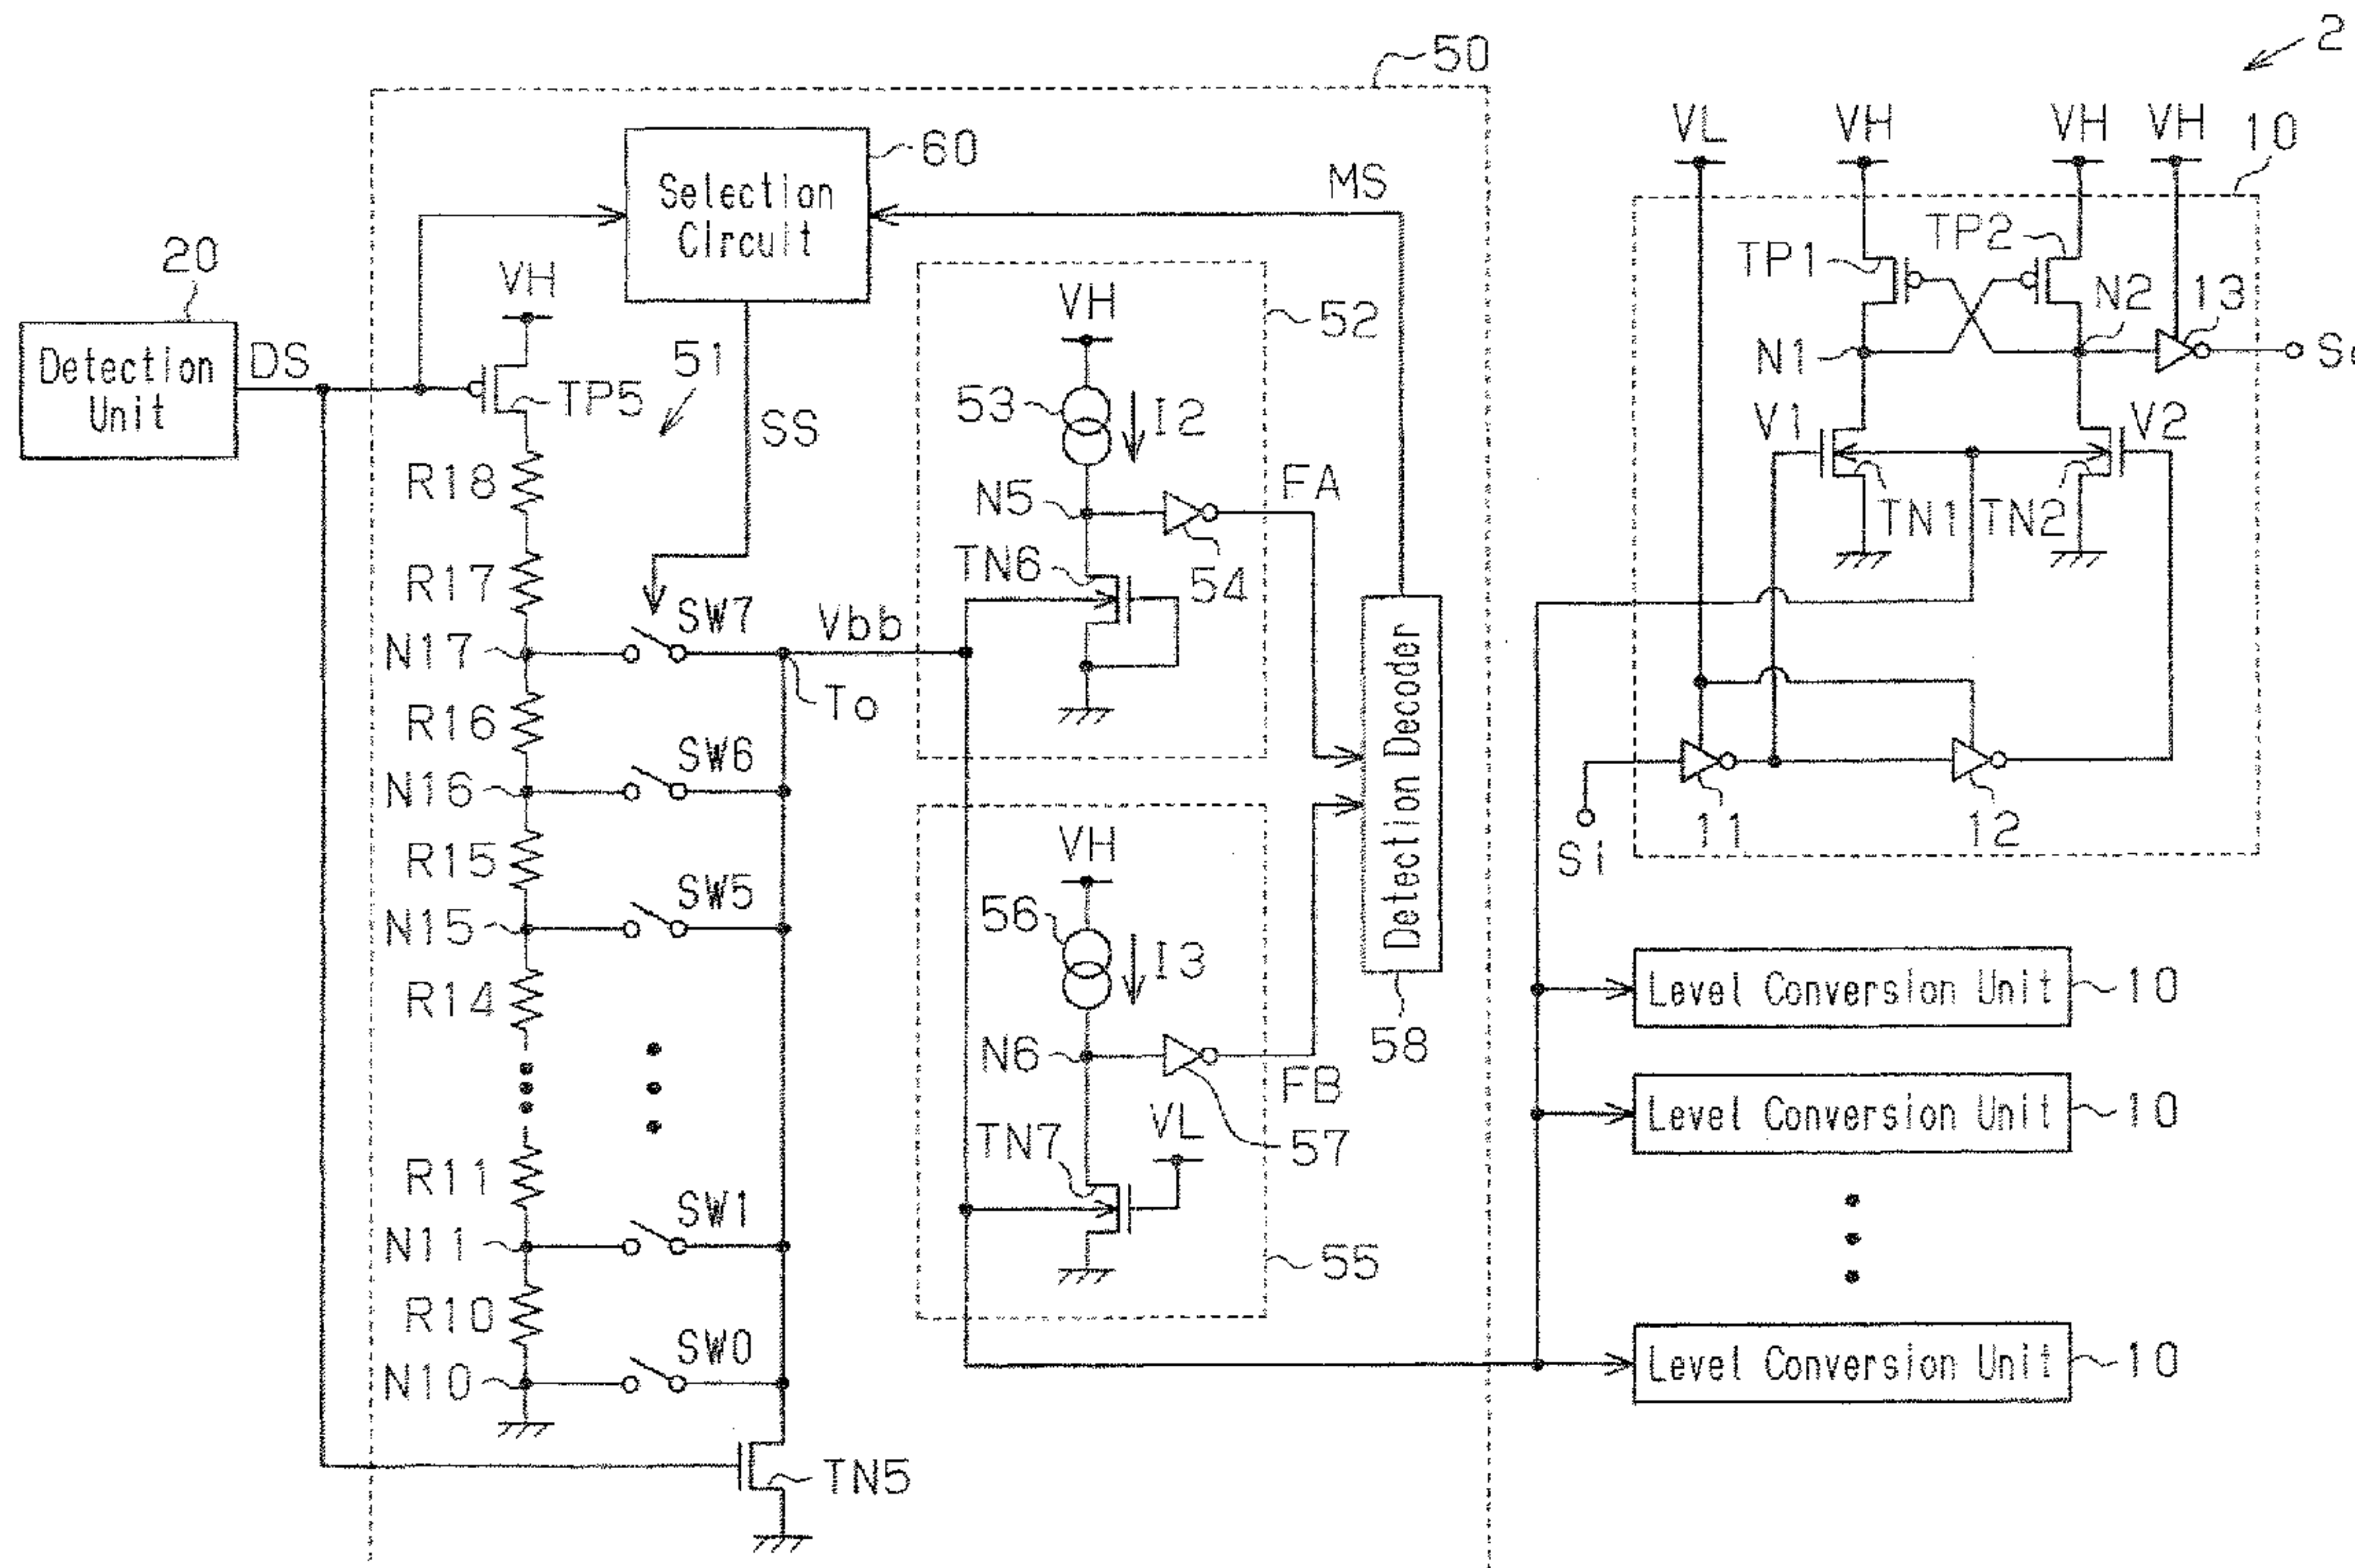 2
50
60
Selection
Circuit
MS
VL
VH
VH
VH
10
20
Detection
Unit
DS
VH
TP5
51
SS
R18
R17
N17
SW7
Vbb
To
R16
N16
SW6
R15
N15
SW5
R14
R11
N11
SW1
R10
N10
SW0
TN5
VH
52
53
I2
N5
FA
TN6
54
VH
56
I3
N6
FB
VL
TN7
57
55
Detection Decoder
58
TP1
TP2
N1
N2
13
V1
V2
TN1
TN2
Si
11
12
Level Conversion Unit
10
Level Conversion Unit
10
Level Conversion Unit
10